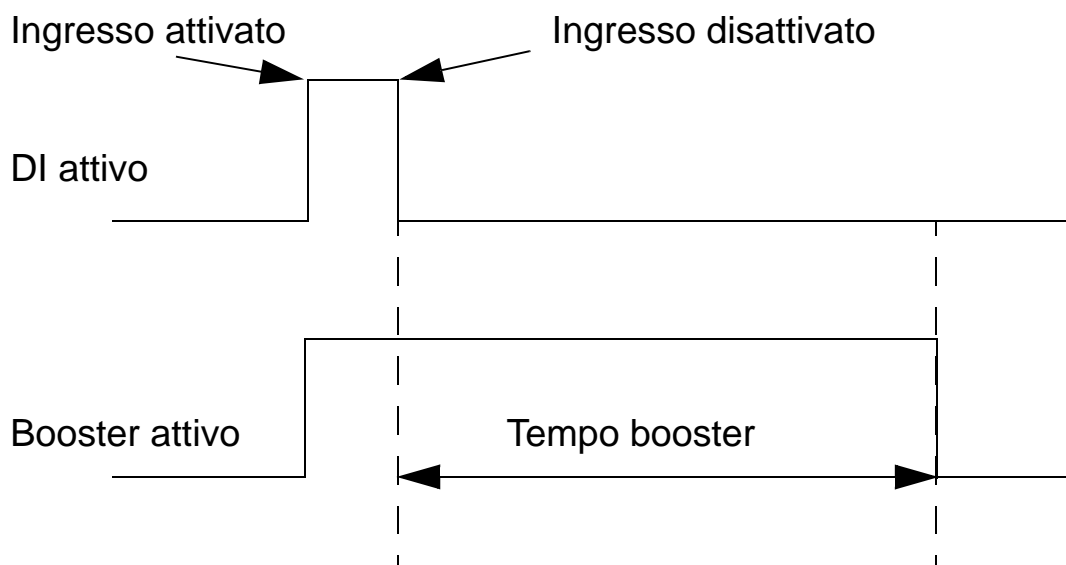 Ingresso attivato
Ingresso disattivato
DI attivo
Booster attivo
Tempo booster